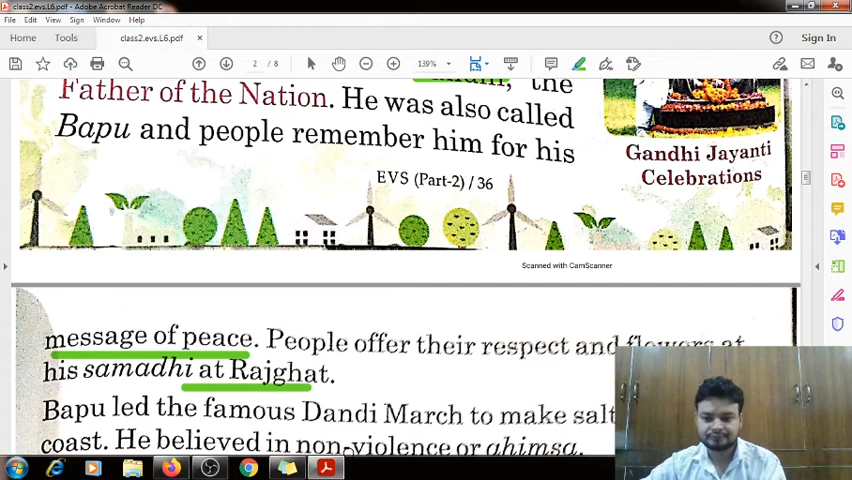 class2.evs.L6.pdf - Adobe Acrobat Reader DC
File Edit View Sign Window Help
Home Tools class2.evs.L6.pdf × Sign In
2 / 8 139%
the
Father of the Nation. He was also called
Bapu and people remember him for his
Gandhi Jayanti
Celebrations
EVS (Part-2) / 36
Scanned with CamScanner
message of peace. People offer their respect and flowers at
his samadhi at Rajghat.
Bapu led the famous Dandi March to make salt
coast. He believed in non-violence or ahimsa.